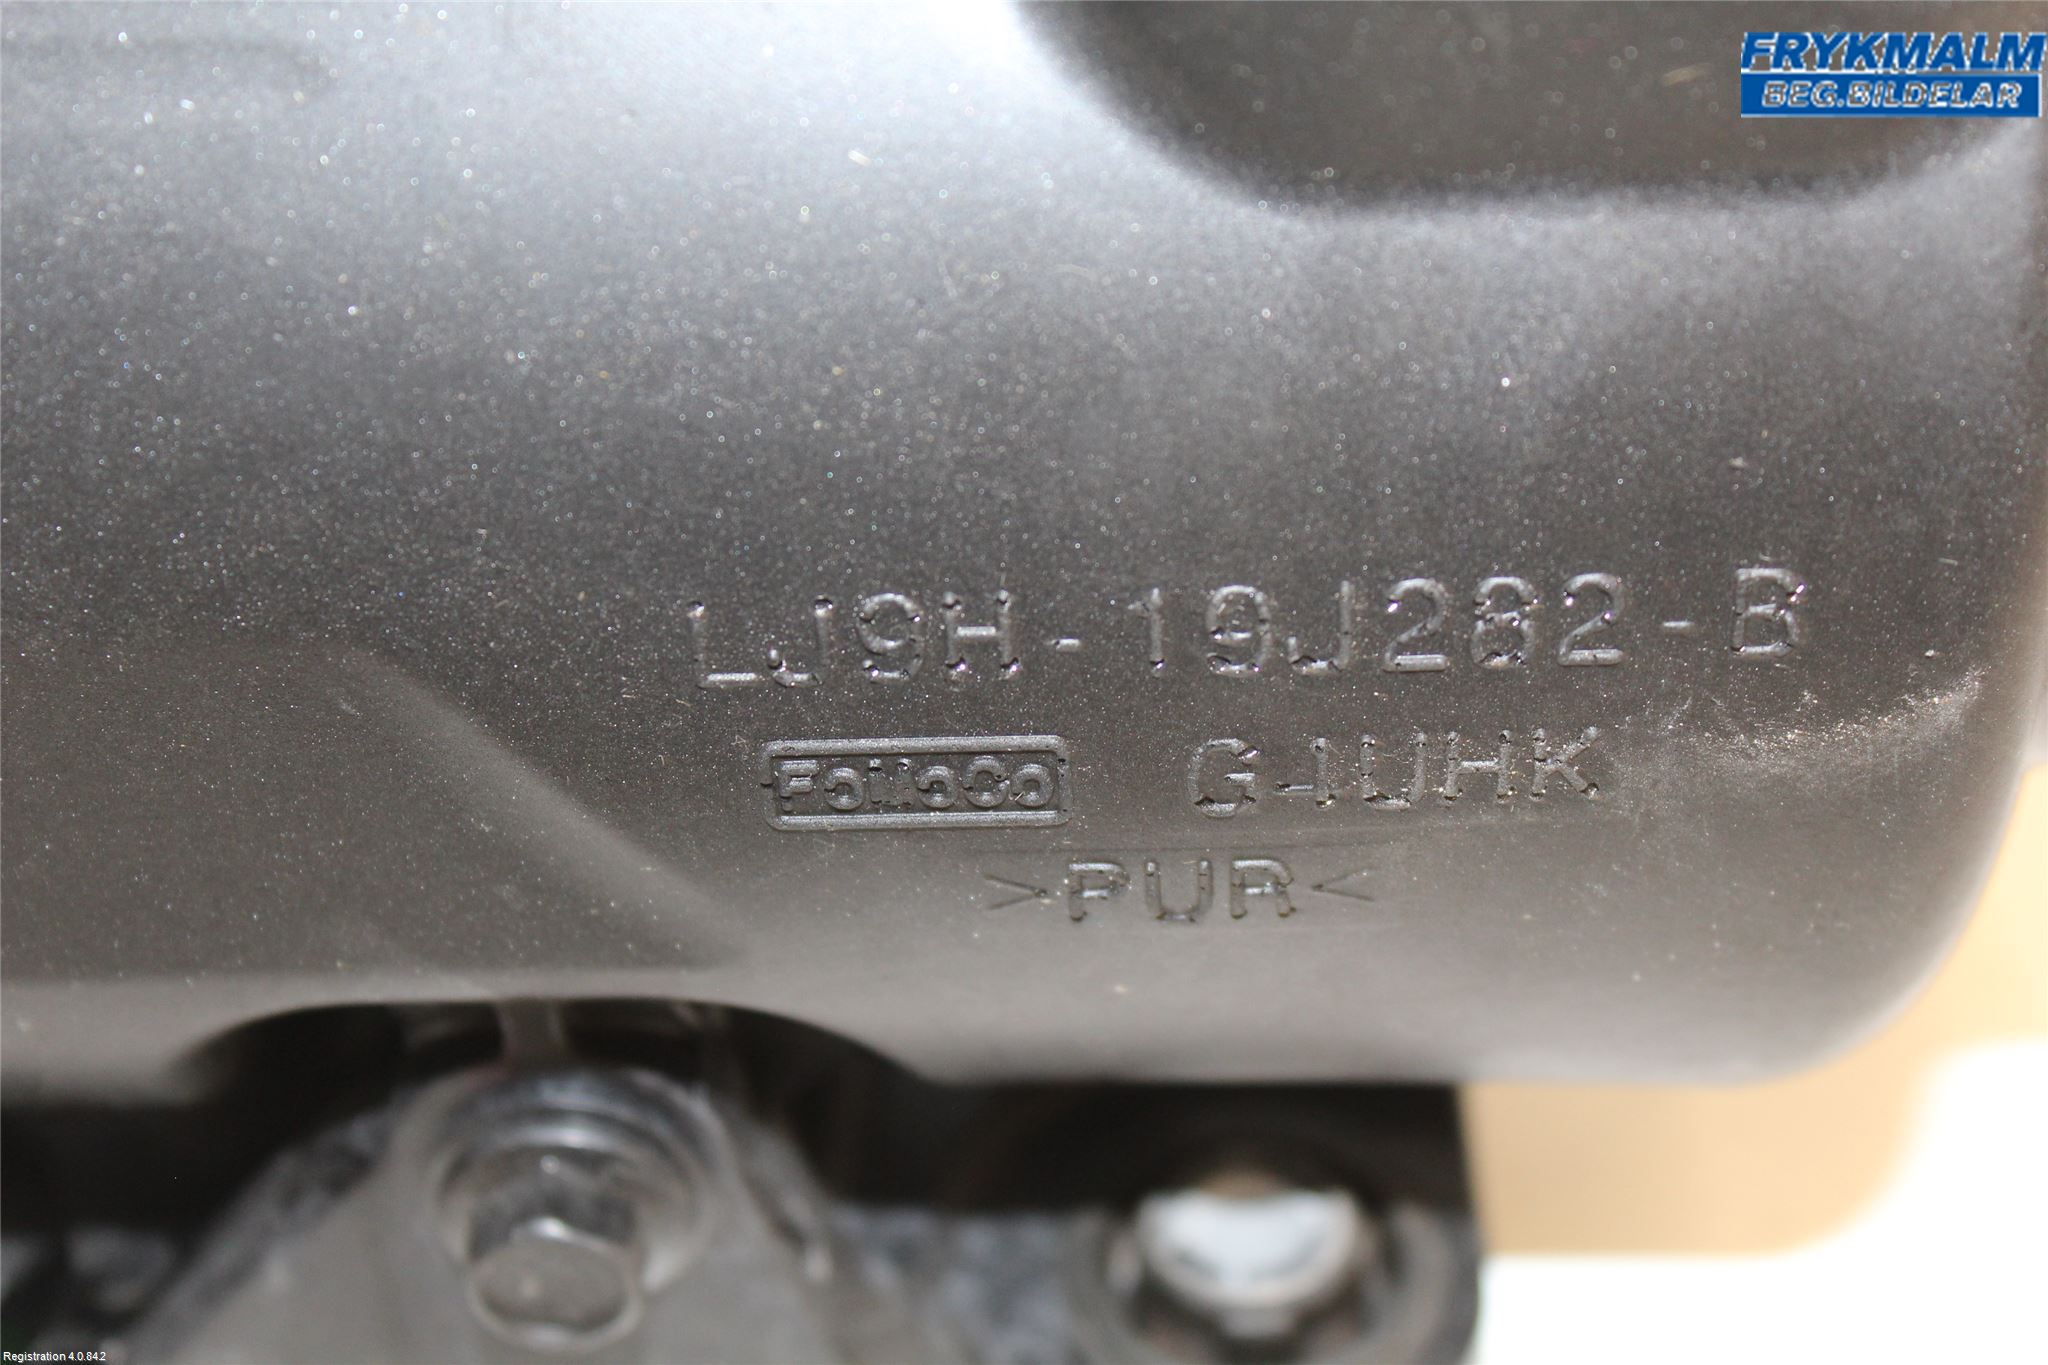 FRYKMALM
BEG.BILDELAR
LJ9H-19J282-B
FoMoCo G4UHK
>PUR<
Registration 4.0.84.2